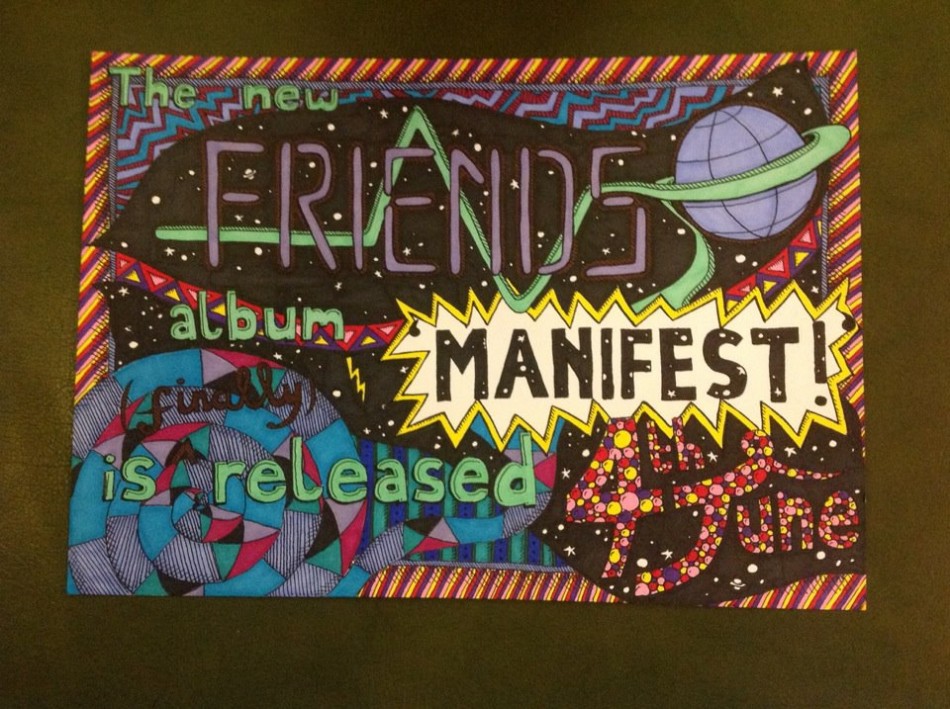 The new
FRIENDS
album
MANIFEST!
(finally)
is released
4th June